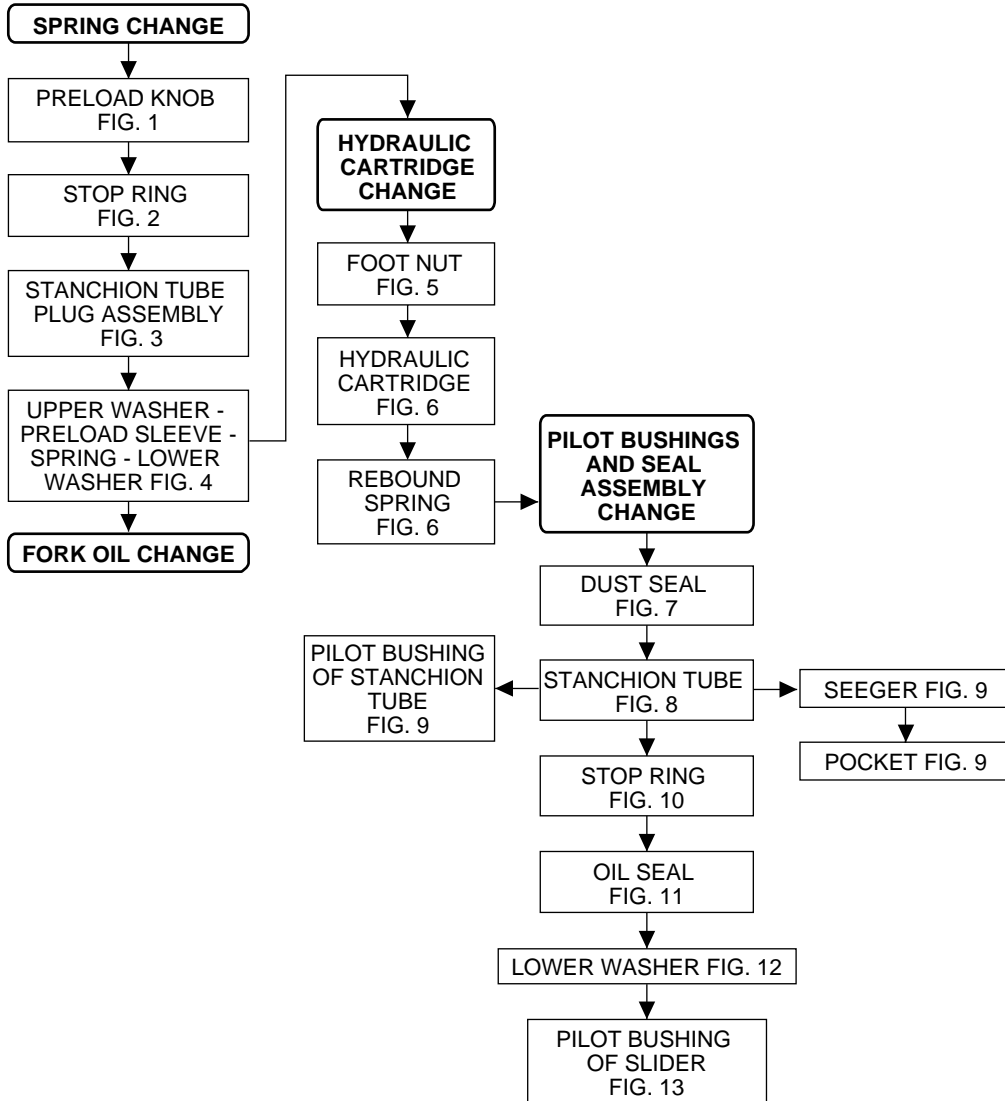 SPRING CHANGE
PRELOAD KNOB
FIG. 1
STOP RING
FIG. 2
STANCHION TUBE
PLUG ASSEMBLY
FIG. 3
UPPER WASHER -
PRELOAD SLEEVE -
SPRING - LOWER
WASHER FIG. 4
FORK OIL CHANGE
HYDRAULIC
CARTRIDGE
CHANGE
FOOT NUT
FIG. 5
HYDRAULIC
CARTRIDGE
FIG. 6
REBOUND
SPRING
FIG. 6
PILOT BUSHINGS
AND SEAL
ASSEMBLY
CHANGE
DUST SEAL
FIG. 7
STANCHION TUBE
FIG. 8
PILOT BUSHING
OF STANCHION
TUBE
FIG. 9
SEEGER FIG. 9
POCKET FIG. 9
STOP RING
FIG. 10
OIL SEAL
FIG. 11
LOWER WASHER FIG. 12
PILOT BUSHING
OF SLIDER
FIG. 13